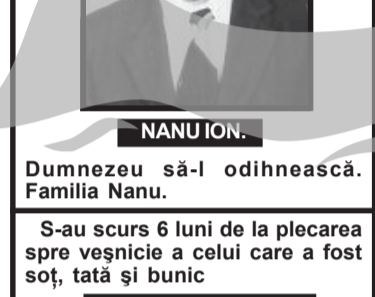 NANU ION.
Dumnezeu să-l odihnească.
Familia Nanu.
S-au scurs 6 luni de la plecarea
spre veşnicie a celui care a fost
soţ, tată şi bunic